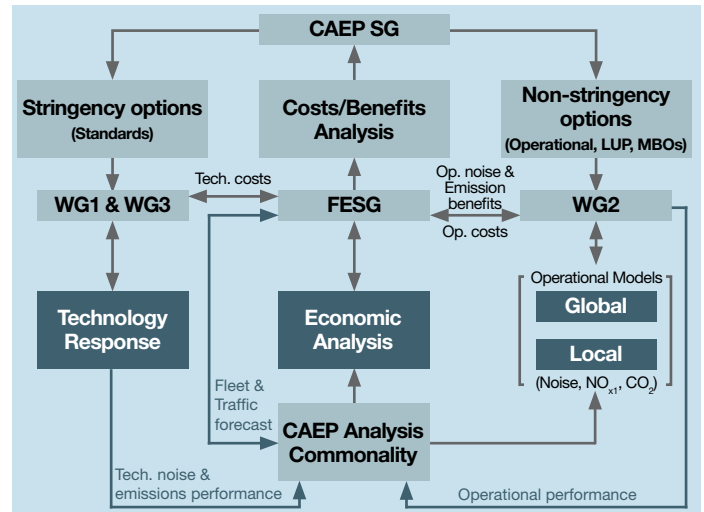 CAEP SG
Stringency options
(Standards)
Costs/Benefits
Analysis
Non-stringency
options
(Operational, LUP, MBOs)
Tech. costs
Op. noise &
Emission
benefits
WG1 & WG3
FESG
WG2
Op. costs
Operational Models
Technology
Response
Economic
Analysis
Global
Local
(Noise, NOx1, CO2)
Fleet &
Traffic
forecast
CAEP Analysis
Commonality
Tech. noise &
emissions performance
Operational performance